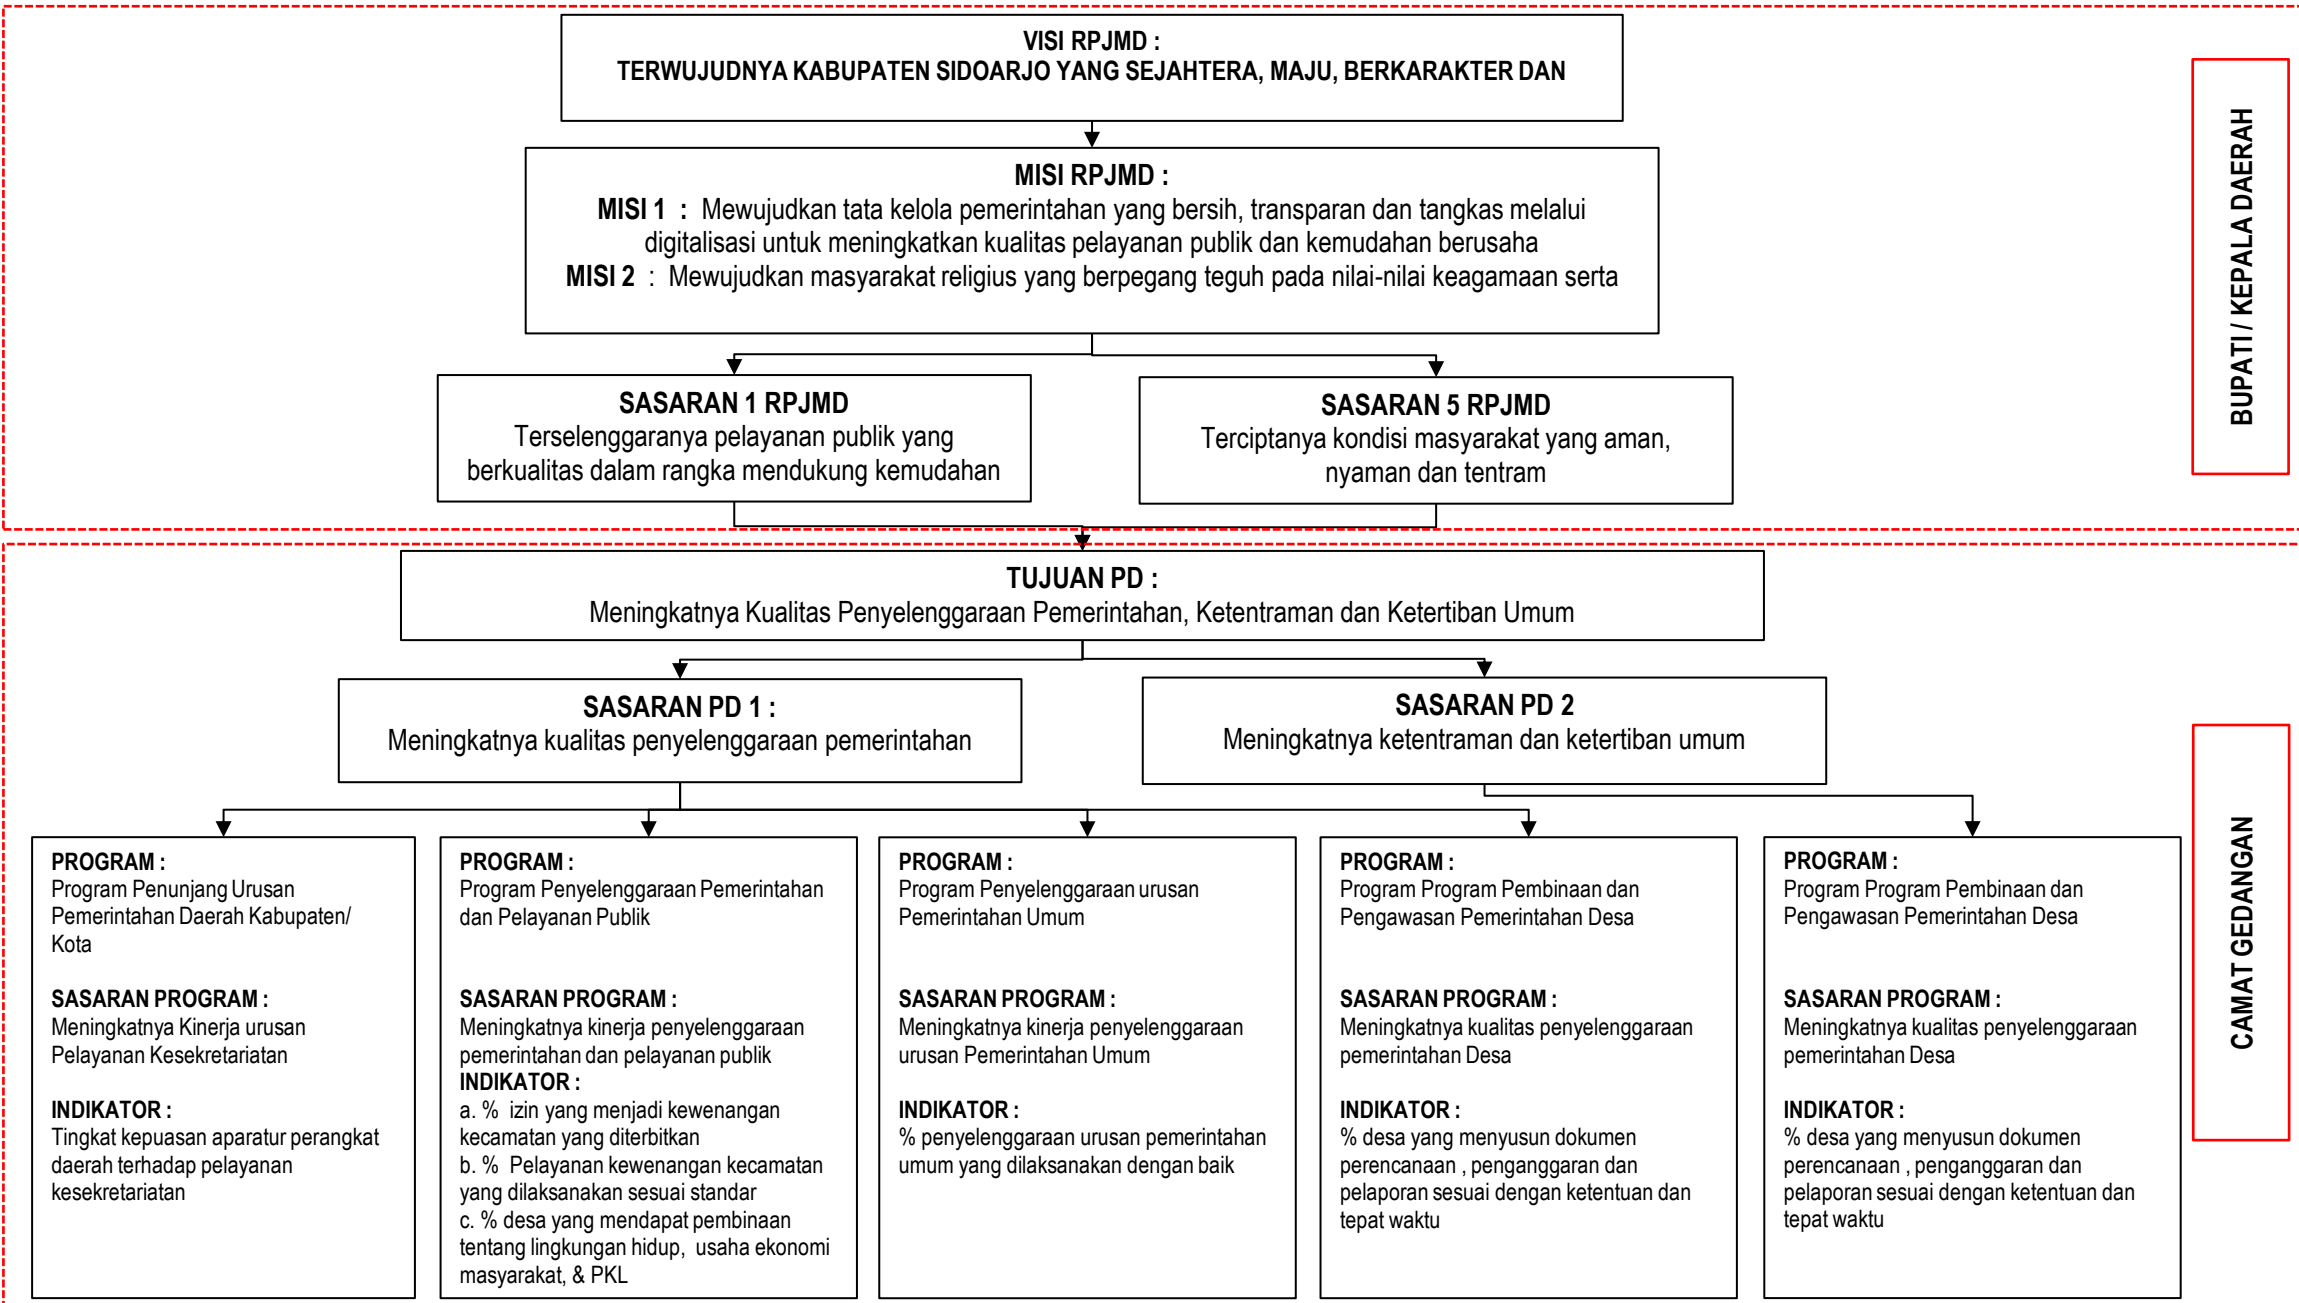 VISI RPJMD :
TERWUJUDNYA KABUPATEN SIDOARJO YANG SEJAHTERA, MAJU, BERKARAKTER DAN
BUPATI / KEPALA DAERAH
MISI RPJMD :
MISI 1 : Mewujudkan tata kelola pemerintahan yang bersih, transparan dan tangkas melalui
digitalisasi untuk meningkatkan kualitas pelayanan publik dan kemudahan berusaha
MISI 2 : Mewujudkan masyarakat religius yang berpegang teguh pada nilai-nilai keagamaan serta
SASARAN 1 RPJMD
Terselenggaranya pelayanan publik yang
berkualitas dalam rangka mendukung kemudahan
SASARAN 5 RPJMD
Terciptanya kondisi masyarakat yang aman,
nyaman dan tentram
TUJUAN PD :
Meningkatnya Kualitas Penyelenggaraan Pemerintahan, Ketentraman dan Ketertiban Umum
SASARAN PD 1 :
Meningkatnya kualitas penyelenggaraan pemerintahan
SASARAN PD 2
Meningkatnya ketentraman dan ketertiban umum
CAMAT GEDANGAN
PROGRAM :
Program Penunjang Urusan
Pemerintahan Daerah Kabupaten/
Kota
SASARAN PROGRAM :
Meningkatnya Kinerja urusan
Pelayanan Kesekretariatan
INDIKATOR :
Tingkat kepuasan aparatur perangkat
daerah terhadap pelayanan
kesekretariatan
PROGRAM :
Program Penyelenggaraan Pemerintahan
dan Pelayanan Publik
SASARAN PROGRAM :
Meningkatnya kinerja penyelenggaraan
pemerintahan dan pelayanan publik
INDIKATOR :
a. % izin yang menjadi kewenangan
kecamatan yang diterbitkan
b. % Pelayanan kewenangan kecamatan
yang dilaksanakan sesuai standar
c. % desa yang mendapat pembinaan
tentang lingkungan hidup, usaha ekonomi
masyarakat, & PKL
PROGRAM :
Program Penyelenggaraan urusan
Pemerintahan Umum
SASARAN PROGRAM :
Meningkatnya kinerja penyelenggaraan
urusan Pemerintahan Umum
INDIKATOR :
% penyelenggaraan urusan pemerintahan
umum yang dilaksanakan dengan baik
PROGRAM :
Program Program Pembinaan dan
Pengawasan Pemerintahan Desa
SASARAN PROGRAM :
Meningkatnya kualitas penyelenggaraan
pemerintahan Desa
INDIKATOR :
% desa yang menyusun dokumen
perencanaan , penganggaran dan
pelaporan sesuai dengan ketentuan dan
tepat waktu
PROGRAM :
Program Program Pembinaan dan
Pengawasan Pemerintahan Desa
SASARAN PROGRAM :
Meningkatnya kualitas penyelenggaraan
pemerintahan Desa
INDIKATOR :
% desa yang menyusun dokumen
perencanaan , penganggaran dan
pelaporan sesuai dengan ketentuan dan
tepat waktu